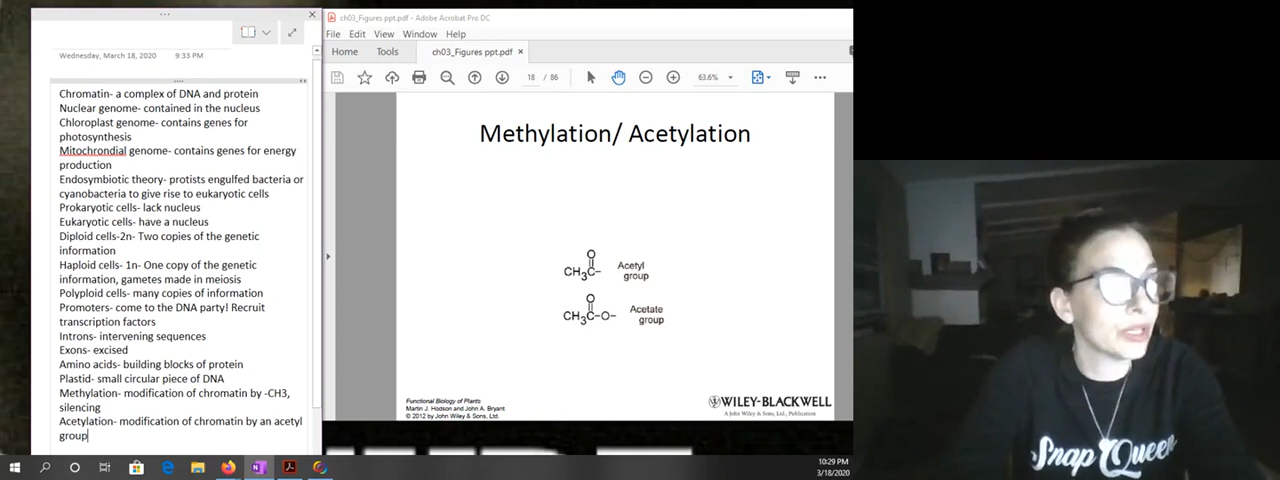 Wednesday, March 18, 2020 9:33 PM
Chromatin- a complex of DNA and protein
Nuclear genome- contained in the nucleus
Chloroplast genome- contains genes for
photosynthesis
Mitochrondial genome- contains genes for energy
production
Endosymbiotic theory- protists engulfed bacteria or
cyanobacteria to give rise to eukaryotic cells
Prokaryotic cells- lack nucleus
Eukaryotic cells- have a nucleus
Diploid cells-2n- Two copies of the genetic
information
Haploid cells- 1n- One copy of the genetic
information, gametes made in meiosis
Polyploid cells- many copies of information
Promoters- come to the DNA party! Recruit
transcription factors
Introns- intervening sequences
Exons- excised
Amino acids- building blocks of protein
Plastid- small circular piece of DNA
Methylation- modification of chromatin by -CH3,
silencing
Acetylation- modification of chromatin by an acetyl
group
ch03_Figures ppt.pdf - Adobe Acrobat Pro DC
File Edit View Window Help
Home Tools ch03_Figures ppt.pdf ×
18 / 86 63.6%
Methylation/ Acetylation
O
CH3C– Acetyl
group
O
CH3C–O– Acetate
group
Functional Biology of Plants
Martin J. Hodson and John A. Bryant
© 2012 by John Wiley & Sons, Ltd.
WILEY-BLACKWELL
A John Wiley & Sons, Ltd., Publication
Snap Queen
10:29 PM
3/18/2020